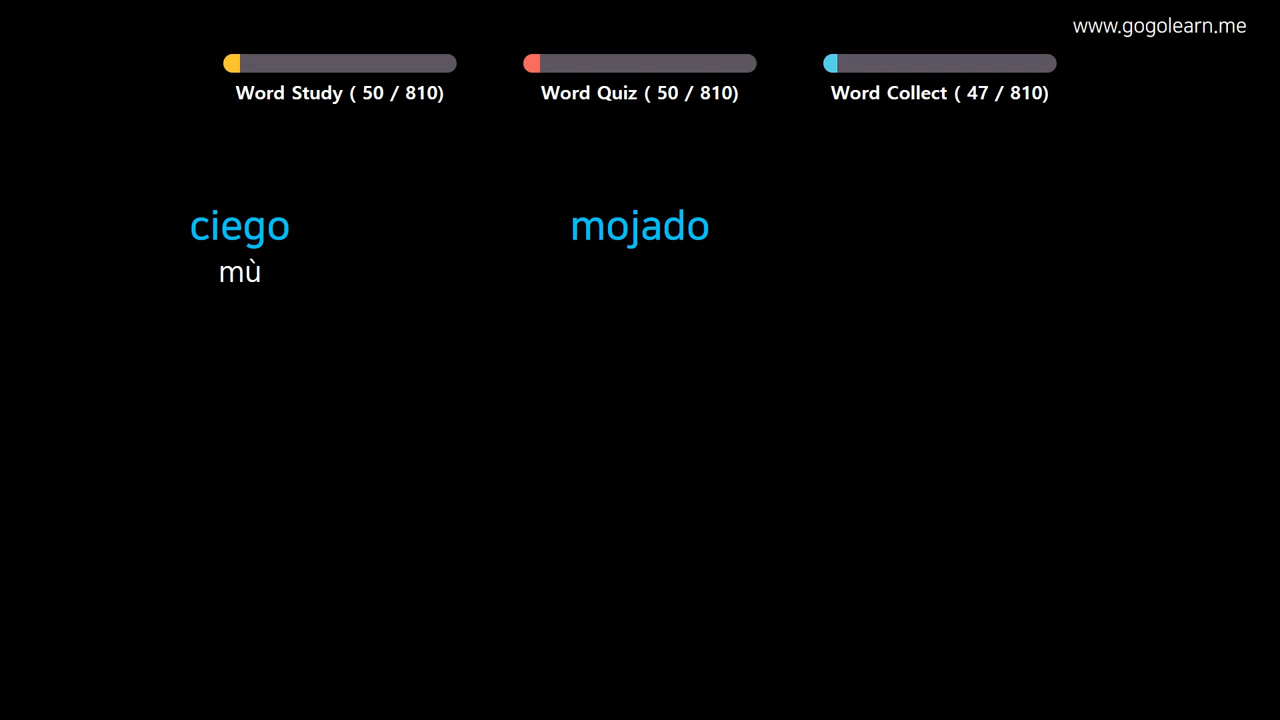 www.gogolearn.me
Word Study ( 50 / 810)
Word Quiz ( 50 / 810)
Word Collect ( 47 / 810)
ciego
mù
mojado